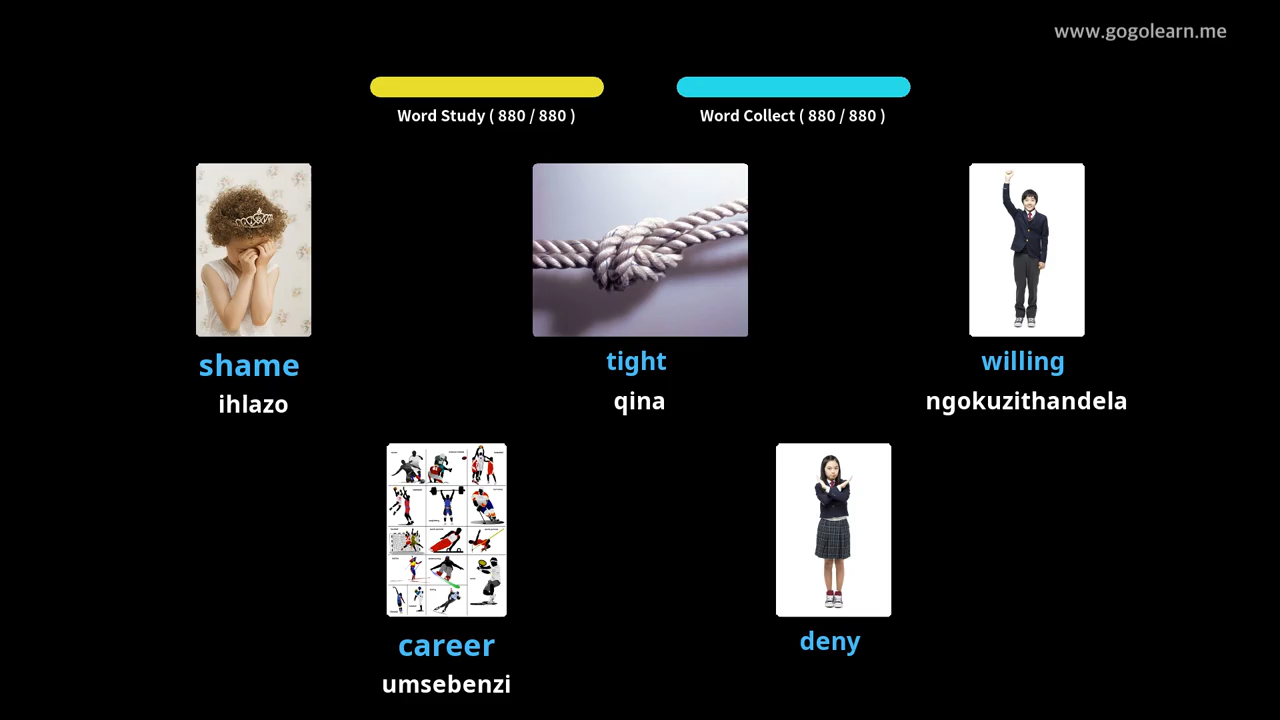 www.gogolearn.me
Word Study ( 880 / 880 )
Word Collect ( 880 / 880 )
shame
ihlazo
tight
qina
willing
ngokuzithandela
career
umsebenzi
deny